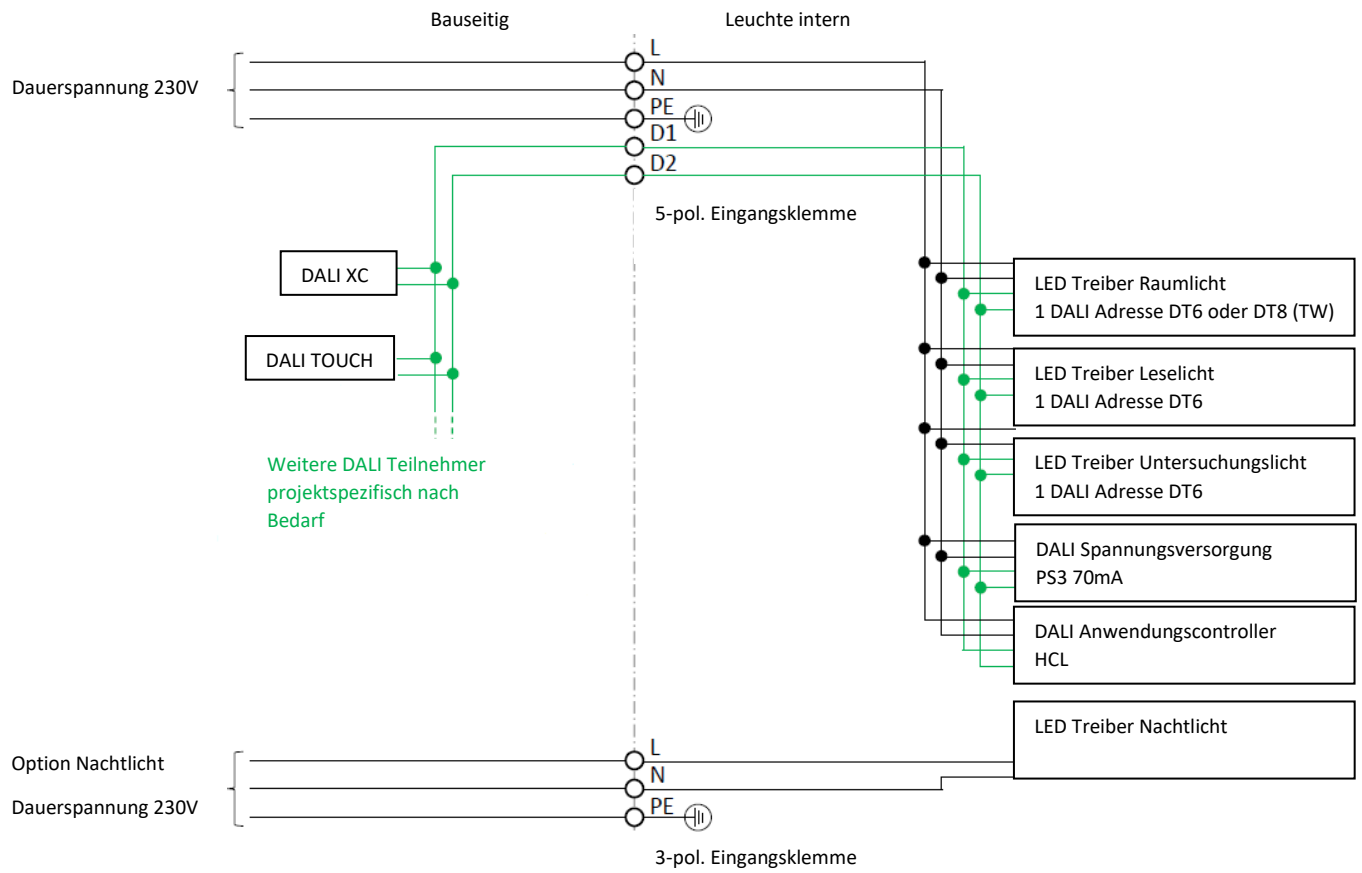 Bauseitig
Leuchte intern
Dauerspannung 230V
L
N
PE
D1
D2
5-pol. Eingangsklemme
DALI XC
DALI TOUCH
Weitere DALI Teilnehmer
projektspezifisch nach
Bedarf
LED Treiber Raumlicht
1 DALI Adresse DT6 oder DT8 (TW)
LED Treiber Leselicht
1 DALI Adresse DT6
LED Treiber Untersuchungslicht
1 DALI Adresse DT6
DALI Spannungsversorgung
PS3 70mA
DALI Anwendungscontroller
HCL
LED Treiber Nachtlicht
Option Nachtlicht
Dauerspannung 230V
L
N
PE
3-pol. Eingangsklemme